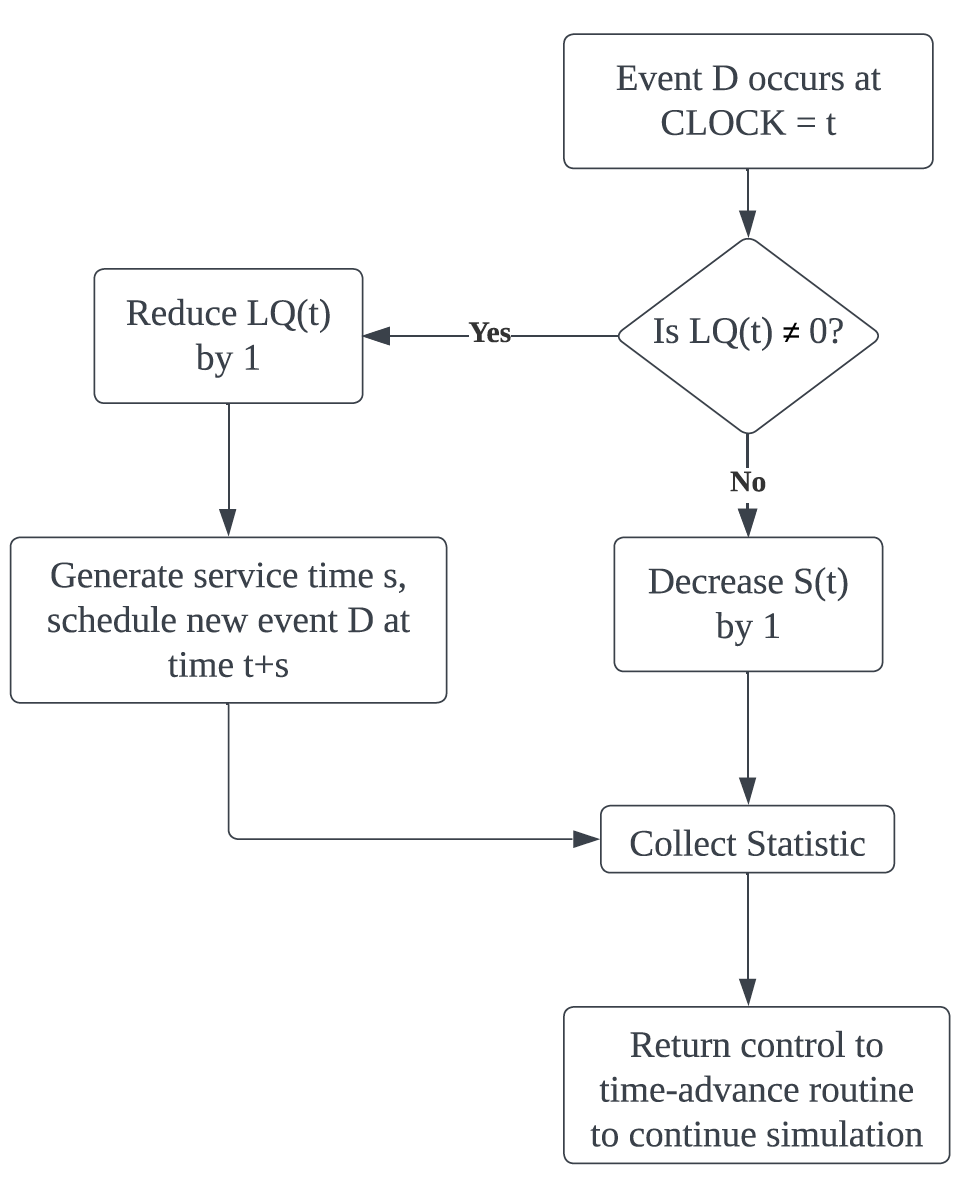 Event D occurs at
CLOCK = t
Is LQ(t) ≠ 0?
Yes
Reduce LQ(t)
by 1
No
Generate service time s,
schedule new event D at
time t+s
Decrease S(t)
by 1
Collect Statistic
Return control to
time-advance routine
to continue simulation